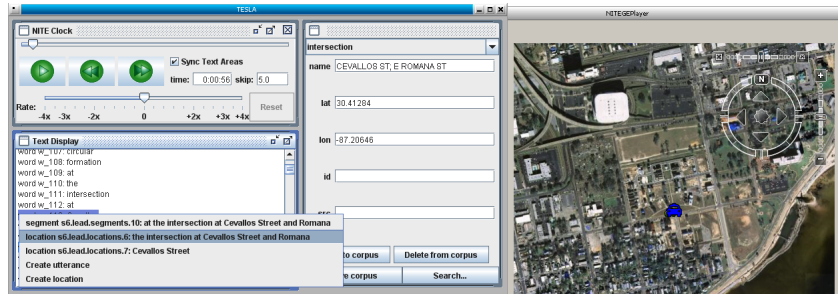 TESLA
NITEGEPlayer
NITE Clock
Sync Text Areas
time: 0:00:56 skip: 5.0
Rate:
-4x -3x -2x 0 +2x +3x +4x
Reset
Text Display
word w_107: circular
word w_108: formation
word w_109: at
word w_110: the
word w_111: intersection
word w_112: at
segment s6.lead.segments.10: at the intersection at Cevallos Street and Romana
location s6.lead.locations.6: the intersection at Cevallos Street and Romana
location s6.lead.locations.7: Cevallos Street
Create utterance
Create location
intersection
name CEVALLOS ST; E ROMANA ST
lat 30.41284
lon -87.20646
id
to corpus Delete from corpus
corpus Search...
N